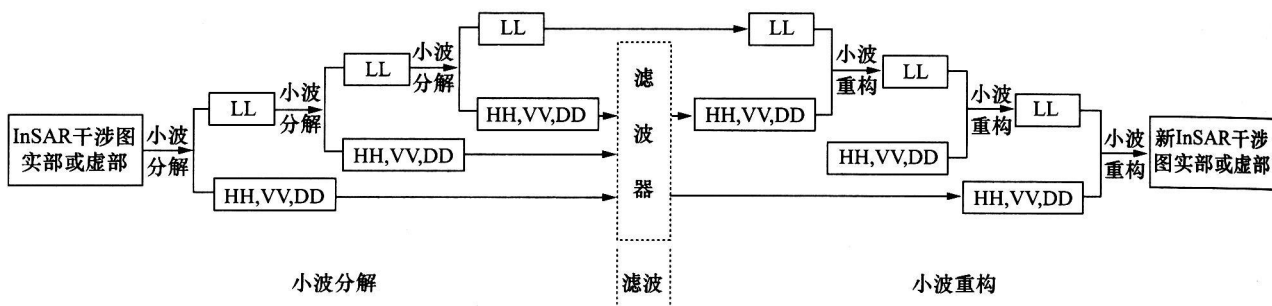 InSAR干涉图
实部或虚部
小波
分解
LL
HH,VV,DD
小波
分解
LL
HH,VV,DD
小波
分解
LL
HH,VV,DD
滤
波
器
LL
HH,VV,DD
小波
重构
LL
HH,VV,DD
小波
重构
LL
HH,VV,DD
小波
重构
新InSAR干涉
图实部或虚部
小波分解
滤波
小波重构